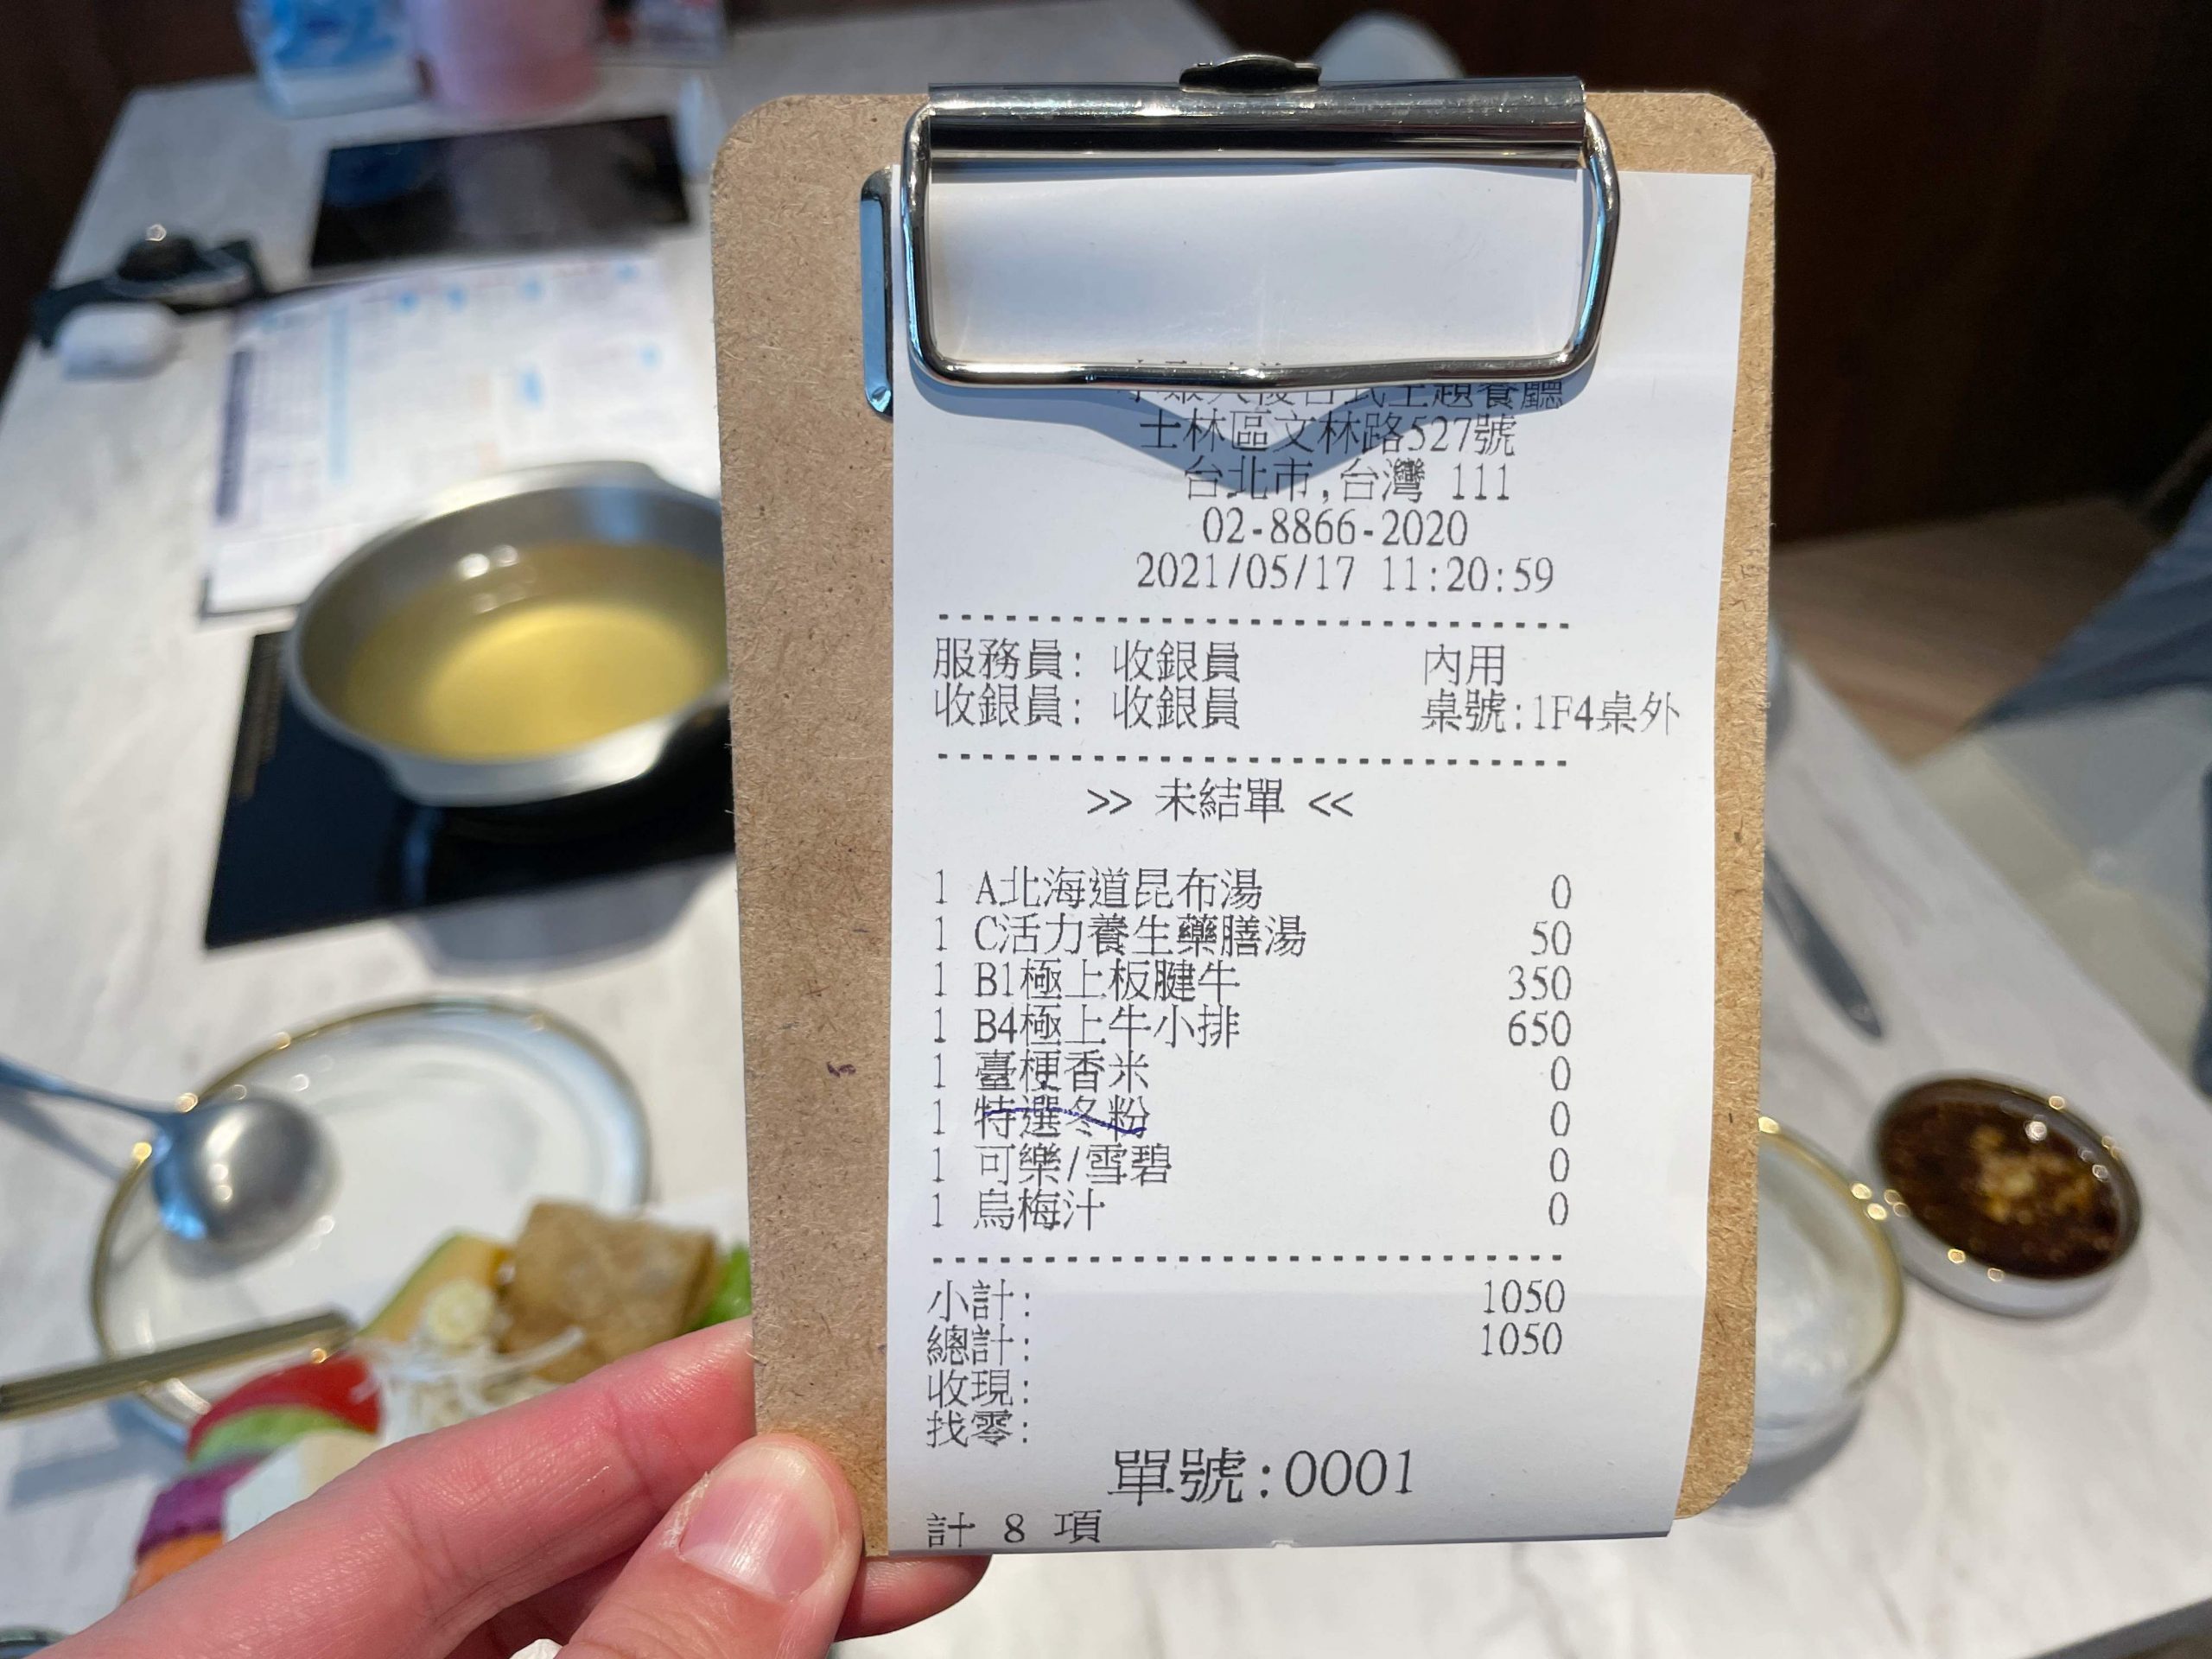 台式主題餐廳
士林區文林路527號
台北市,台灣 111
02-8866-2020
2021/05/17 11:20:59
服務員: 收銀員 內用
收銀員: 收銀員 桌號:1F4桌外
>> 未結單 <<
1 A北海道昆布湯 0
1 C活力養生藥膳湯 50
1 B1極上板腱牛 350
1 B4極上牛小排 650
1 臺梗香米 0
1 特選冬粉 0
1 可樂/雪碧 0
1 烏梅汁 0
小計: 1050
總計: 1050
收現:
找零:
單號:0001
計 8 項